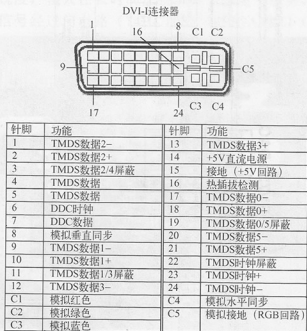 DVI-I连接器
1 16 8 C1 C2
9 C5
17 24 C3 C4
针脚 功能 针脚 功能
1 TMDS数据2− 13 TMDS数据3+
2 TMDS数据2+ 14 +5V直流电源
3 TMDS数据2/4屏蔽 15 接地（+5V回路）
4 TMDS数据 16 热插拔检测
5 TMDS数据 17 TMDS数据0−
6 DDC时钟 18 TMDS数据0+
7 DDC数据 19 TMDS数据0/5屏蔽
8 模拟垂直同步 20 TMDS数据5−
9 TMDS数据1− 21 TMDS数据5+
10 TMDS数据1+ 22 TMDS时钟屏蔽
11 TMDS数据1/3屏蔽 23 TMDS时钟+
12 TMDS数据3− 24 TMDS时钟−
C1 模拟红色 C4 模拟水平同步
C2 模拟绿色 C5 模拟接地（RGB回路）
C3 模拟蓝色